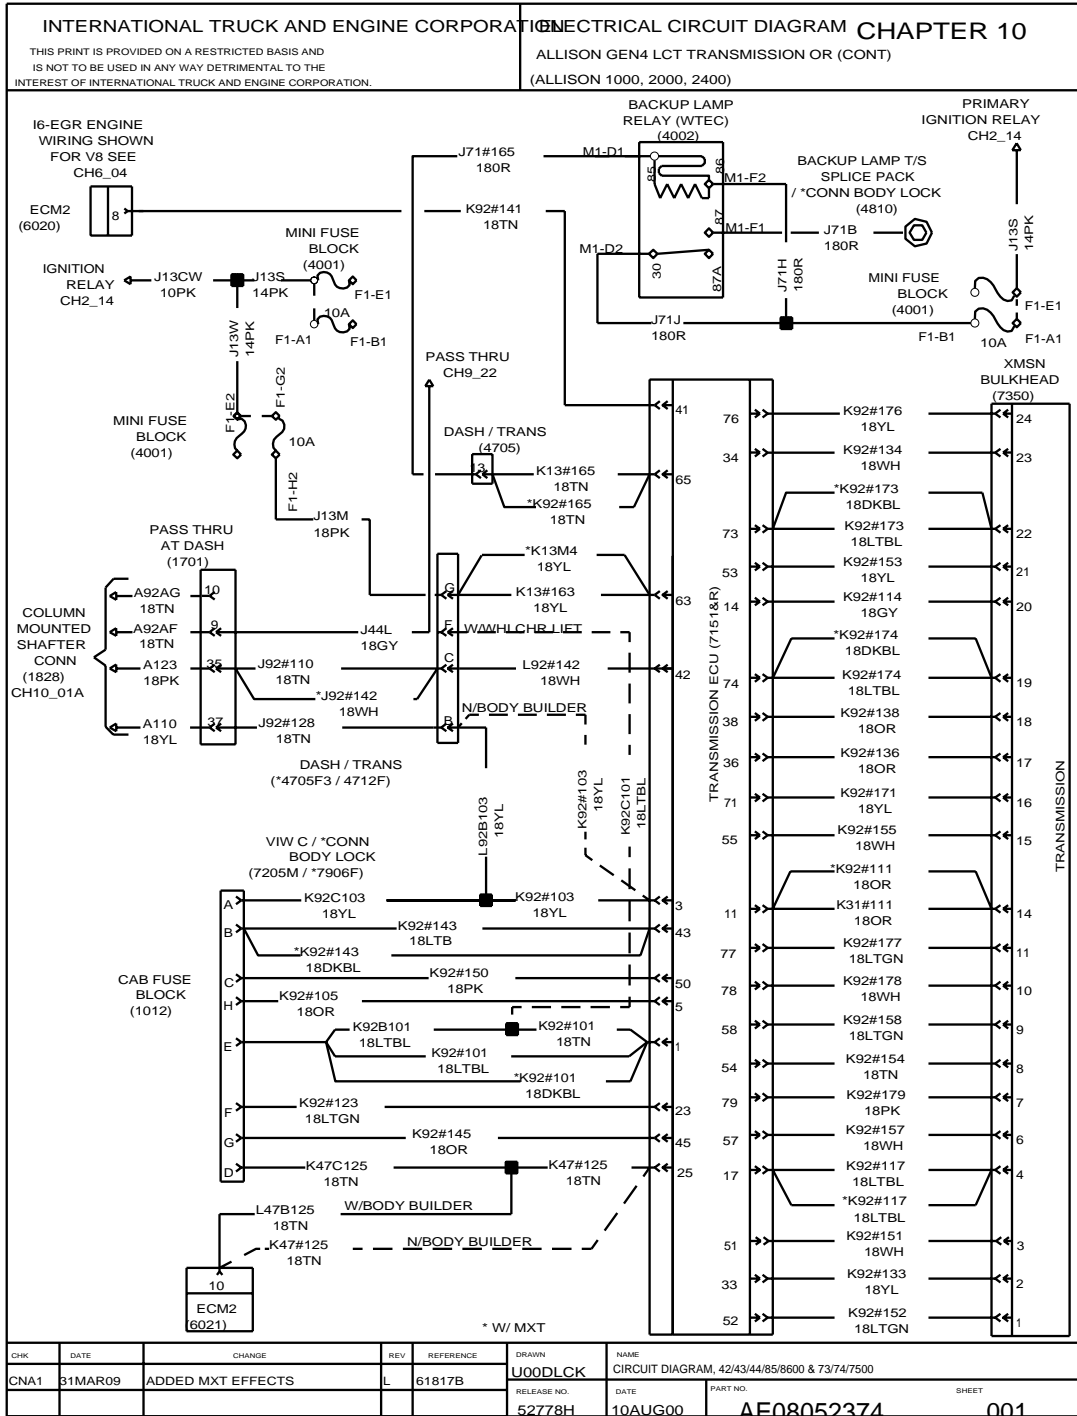 INTERNATIONAL TRUCK AND ENGINE CORPORATION
THIS PRINT IS PROVIDED ON A RESTRICTED BASIS AND
IS NOT TO BE USED IN ANY WAY DETRIMENTAL TO THE
INTEREST OF INTERNATIONAL TRUCK AND ENGINE CORPORATION.
ELECTRICAL CIRCUIT DIAGRAM CHAPTER 10
ALLISON GEN4 LCT TRANSMISSION OR (CONT)
(ALLISON 1000, 2000, 2400)
I6-EGR ENGINE
WIRING SHOWN
FOR V8 SEE
CH6_04
ECM2
(6020)
8
J71#165
180R
K92#141
18TN
BACKUP LAMP
RELAY (WTEC)
(4002)
M1-D1
85
86
M1-F2
87
M1-E1
M1-D2
30
87A
J71H
180R
J71B
180R
J71J
180R
BACKUP LAMP T/S
SPLICE PACK
/ *CONN BODY LOCK
(4810)
PRIMARY
IGNITION RELAY
CH2_14
J13S
14PK
MINI FUSE
BLOCK
(4001)
F1-E1
F1-B1
10A
F1-A1
IGNITION
RELAY
CH2_14
J13CW
10PK
J13S
14PK
MINI FUSE
BLOCK
(4001)
F1-E1
10A
F1-A1
F1-B1
J13W
14PK
MINI FUSE
BLOCK
(4001)
F1-E2
F1-G2
10A
F1-H2
J13M
18PK
PASS THRU
CH9_22
DASH / TRANS
(4705)
13
K13#165
18TN
*K92#165
18TN
PASS THRU
AT DASH
(1701)
COLUMN
MOUNTED
SHAFTER
CONN
(1828)
CH10_01A
A92AG
18TN
10
A92AF
18TN
9
A123
18PK
35
A110
18YL
37
J44L
18GY
J92#110
18TN
*J92#142
18WH
J92#128
18TN
G
F
C
B
DASH / TRANS
(*4705F3 / 4712F)
*K13M4
18YL
K13#163
18YL
W/WHLCHR LIFT
L92#142
18WH
N/BODY BUILDER
L92B103
18YL
K92#103
18YL
K92C101
18LTBL
VIW C / *CONN
BODY LOCK
(7205M / *7906F)
CAB FUSE
BLOCK
(1012)
A
B
C
H
E
F
G
D
K92C103
18YL
K92#103
18YL
K92#143
18LTB
*K92#143
18DKBL
K92#150
18PK
K92#105
18OR
K92B101
18LTBL
K92#101
18TN
K92#101
18LTBL
*K92#101
18DKBL
K92#123
18LTGN
K92#145
18OR
K47C125
18TN
K47#125
18TN
L47B125
18TN
W/BODY BUILDER
K47#125
18TN
N/BODY BUILDER
10
ECM2
(6021)
* W/ MXT
41
65
63
42
3
43
50
5
1
23
45
25
TRANSMISSION ECU (7151&R)
XMSN
BULKHEAD
(7350)
TRANSMISSION
76
K92#176
18YL
24
34
K92#134
18WH
23
*K92#173
18DKBL
73
K92#173
18LTBL
22
53
K92#153
18YL
21
14
K92#114
18GY
20
*K92#174
18DKBL
74
K92#174
18LTBL
19
38
K92#138
18OR
18
36
K92#136
18OR
17
71
K92#171
18YL
16
55
K92#155
18WH
15
*K92#111
18OR
11
K31#111
18OR
14
77
K92#177
18LTGN
11
78
K92#178
18WH
10
58
K92#158
18LTGN
9
54
K92#154
18TN
8
79
K92#179
18PK
7
57
K92#157
18WH
6
17
K92#117
18LTBL
4
*K92#117
18LTBL
51
K92#151
18WH
3
33
K92#133
18YL
2
52
K92#152
18LTGN
1
CHK DATE CHANGE REV REFERENCE
CNA1 31MAR09 ADDED MXT EFFECTS L 61817B
DRAWN
U00DLCK
NAME
CIRCUIT DIAGRAM, 42/43/44/85/8600 & 73/74/7500
RELEASE NO.
52778H
DATE
10AUG00
PART NO.
AE08052374
SHEET
001